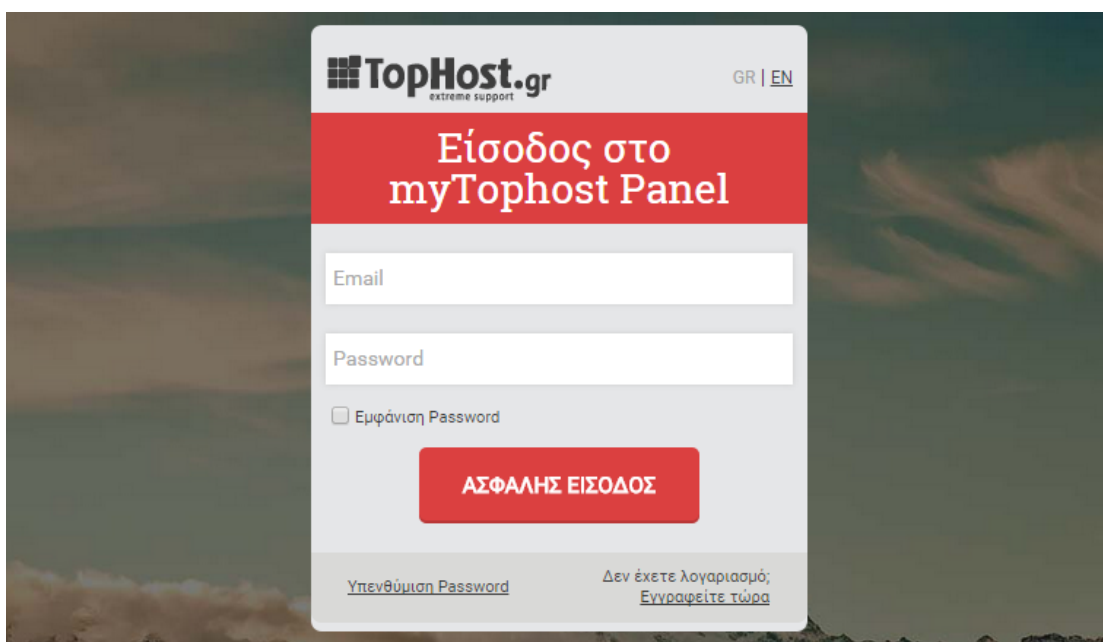 TopHost.gr
extreme support
GR | EN
Είσοδος στο
myTophost Panel
Email
Password
Εμφάνιση Password
ΑΣΦΑΛΗΣ ΕΙΣΟΔΟΣ
Υπενθύμιση Password
Δεν έχετε λογαριασμό;
Εγγραφείτε τώρα